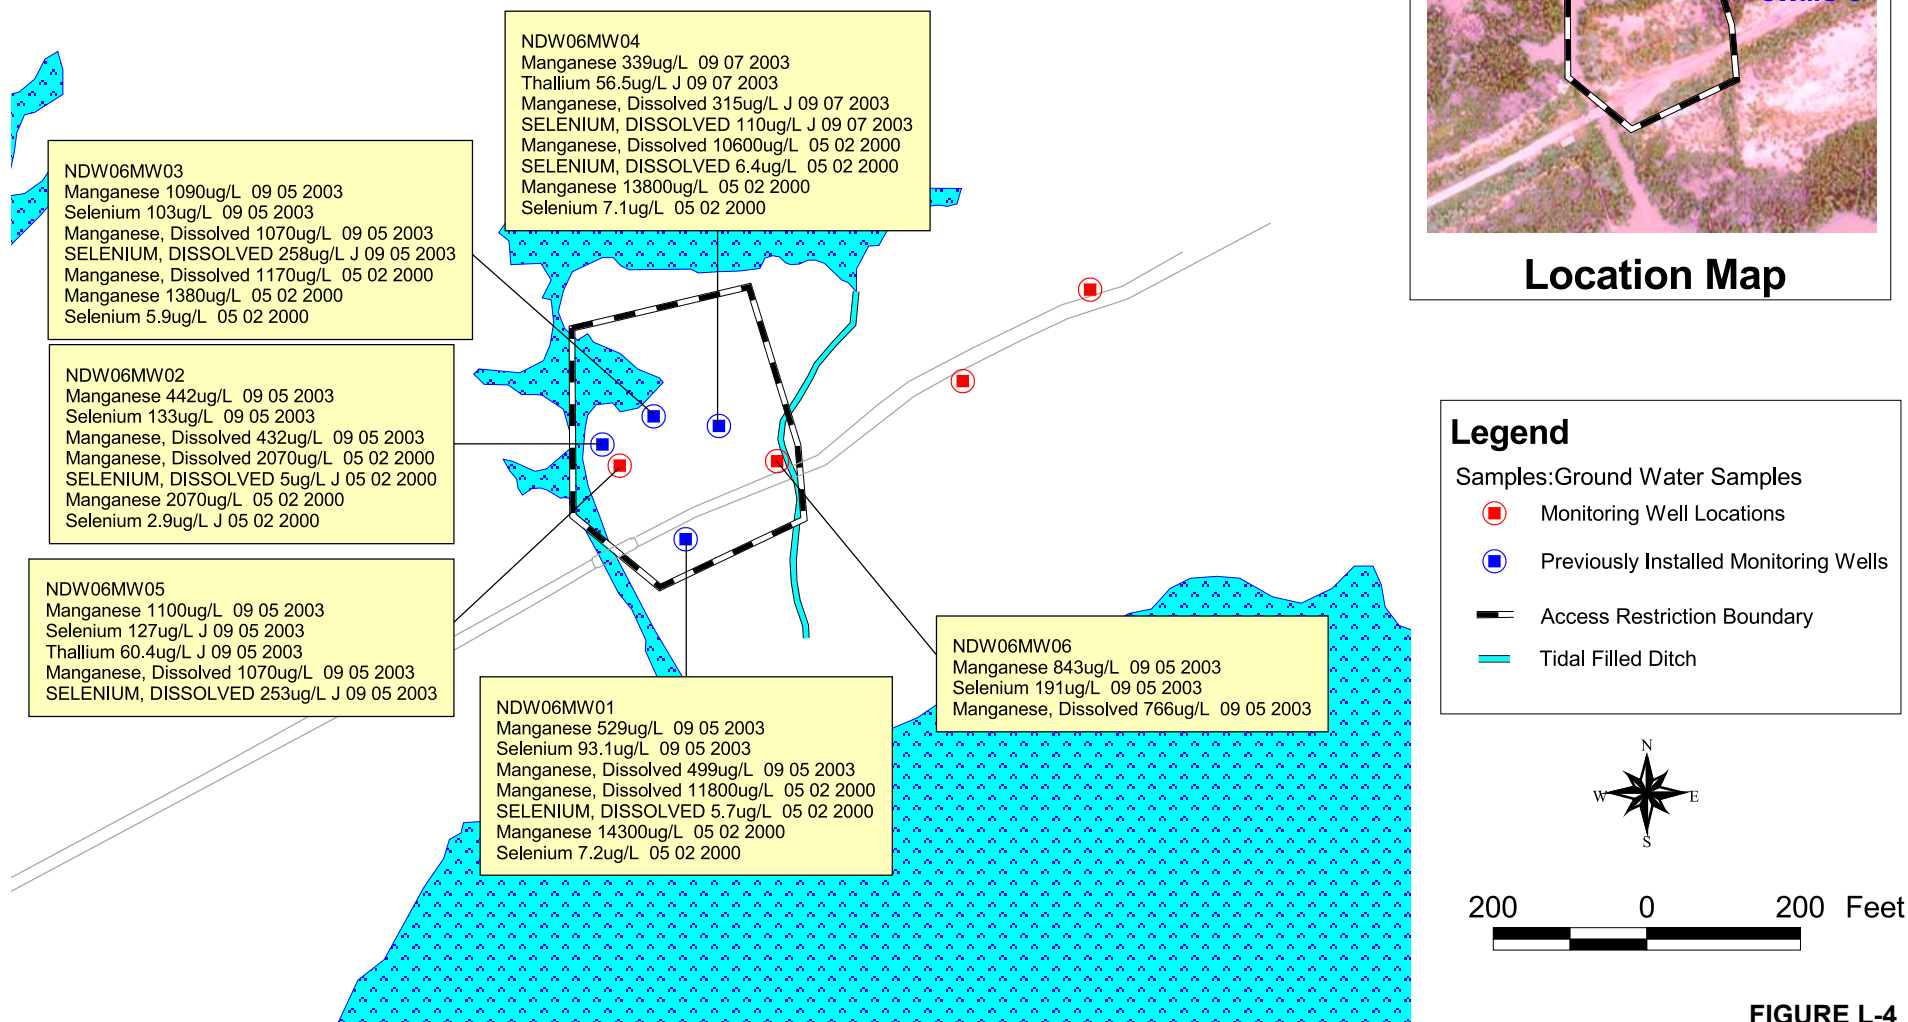 NDW06MW04
Manganese 339ug/L 09 07 2003
Thallium 56.5ug/L J 09 07 2003
Manganese, Dissolved 315ug/L J 09 07 2003
SELENIUM, DISSOLVED 110ug/L J 09 07 2003
Manganese, Dissolved 10600ug/L 05 02 2000
SELENIUM, DISSOLVED 6.4ug/L 05 02 2000
Manganese 13800ug/L 05 02 2000
Selenium 7.1ug/L 05 02 2000
NDW06MW03
Manganese 1090ug/L 09 05 2003
Selenium 103ug/L 09 05 2003
Manganese, Dissolved 1070ug/L 09 05 2003
SELENIUM, DISSOLVED 258ug/L J 09 05 2003
Manganese, Dissolved 1170ug/L 05 02 2000
Manganese 1380ug/L 05 02 2000
Selenium 5.9ug/L 05 02 2000
NDW06MW02
Manganese 442ug/L 09 05 2003
Selenium 133ug/L 09 05 2003
Manganese, Dissolved 432ug/L 09 05 2003
Manganese, Dissolved 2070ug/L 05 02 2000
SELENIUM, DISSOLVED 5ug/L J 05 02 2000
Manganese 2070ug/L 05 02 2000
Selenium 2.9ug/L J 05 02 2000
NDW06MW05
Manganese 1100ug/L 09 05 2003
Selenium 127ug/L J 09 05 2003
Thallium 60.4ug/L J 09 05 2003
Manganese, Dissolved 1070ug/L 09 05 2003
SELENIUM, DISSOLVED 253ug/L J 09 05 2003
NDW06MW01
Manganese 529ug/L 09 05 2003
Selenium 93.1ug/L 09 05 2003
Manganese, Dissolved 499ug/L 09 05 2003
Manganese, Dissolved 11800ug/L 05 02 2000
SELENIUM, DISSOLVED 5.7ug/L 05 02 2000
Manganese 14300ug/L 05 02 2000
Selenium 7.2ug/L 05 02 2000
NDW06MW06
Manganese 843ug/L 09 05 2003
Selenium 191ug/L 09 05 2003
Manganese, Dissolved 766ug/L 09 05 2003
Location Map
Legend
Samples:Ground Water Samples
Monitoring Well Locations
Previously Installed Monitoring Wells
Access Restriction Boundary
Tidal Filled Ditch
N
W E
S
200 0 200 Feet
FIGURE L-4